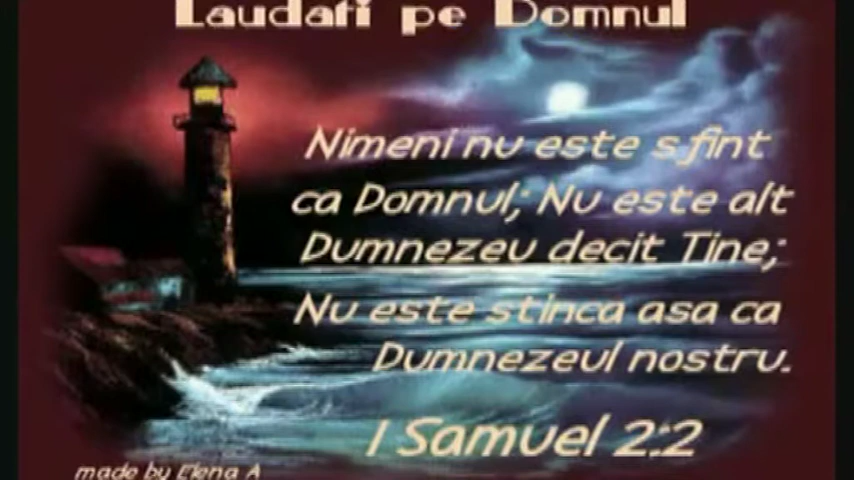 Laudati pe Domnul
Nimeni nu este sfint
ca Domnul; Nu este alt
Dumnezeu decit Tine;
Nu este stinca asa ca
Dumnezeul nostru.
I Samuel 2:2
made by Elena A